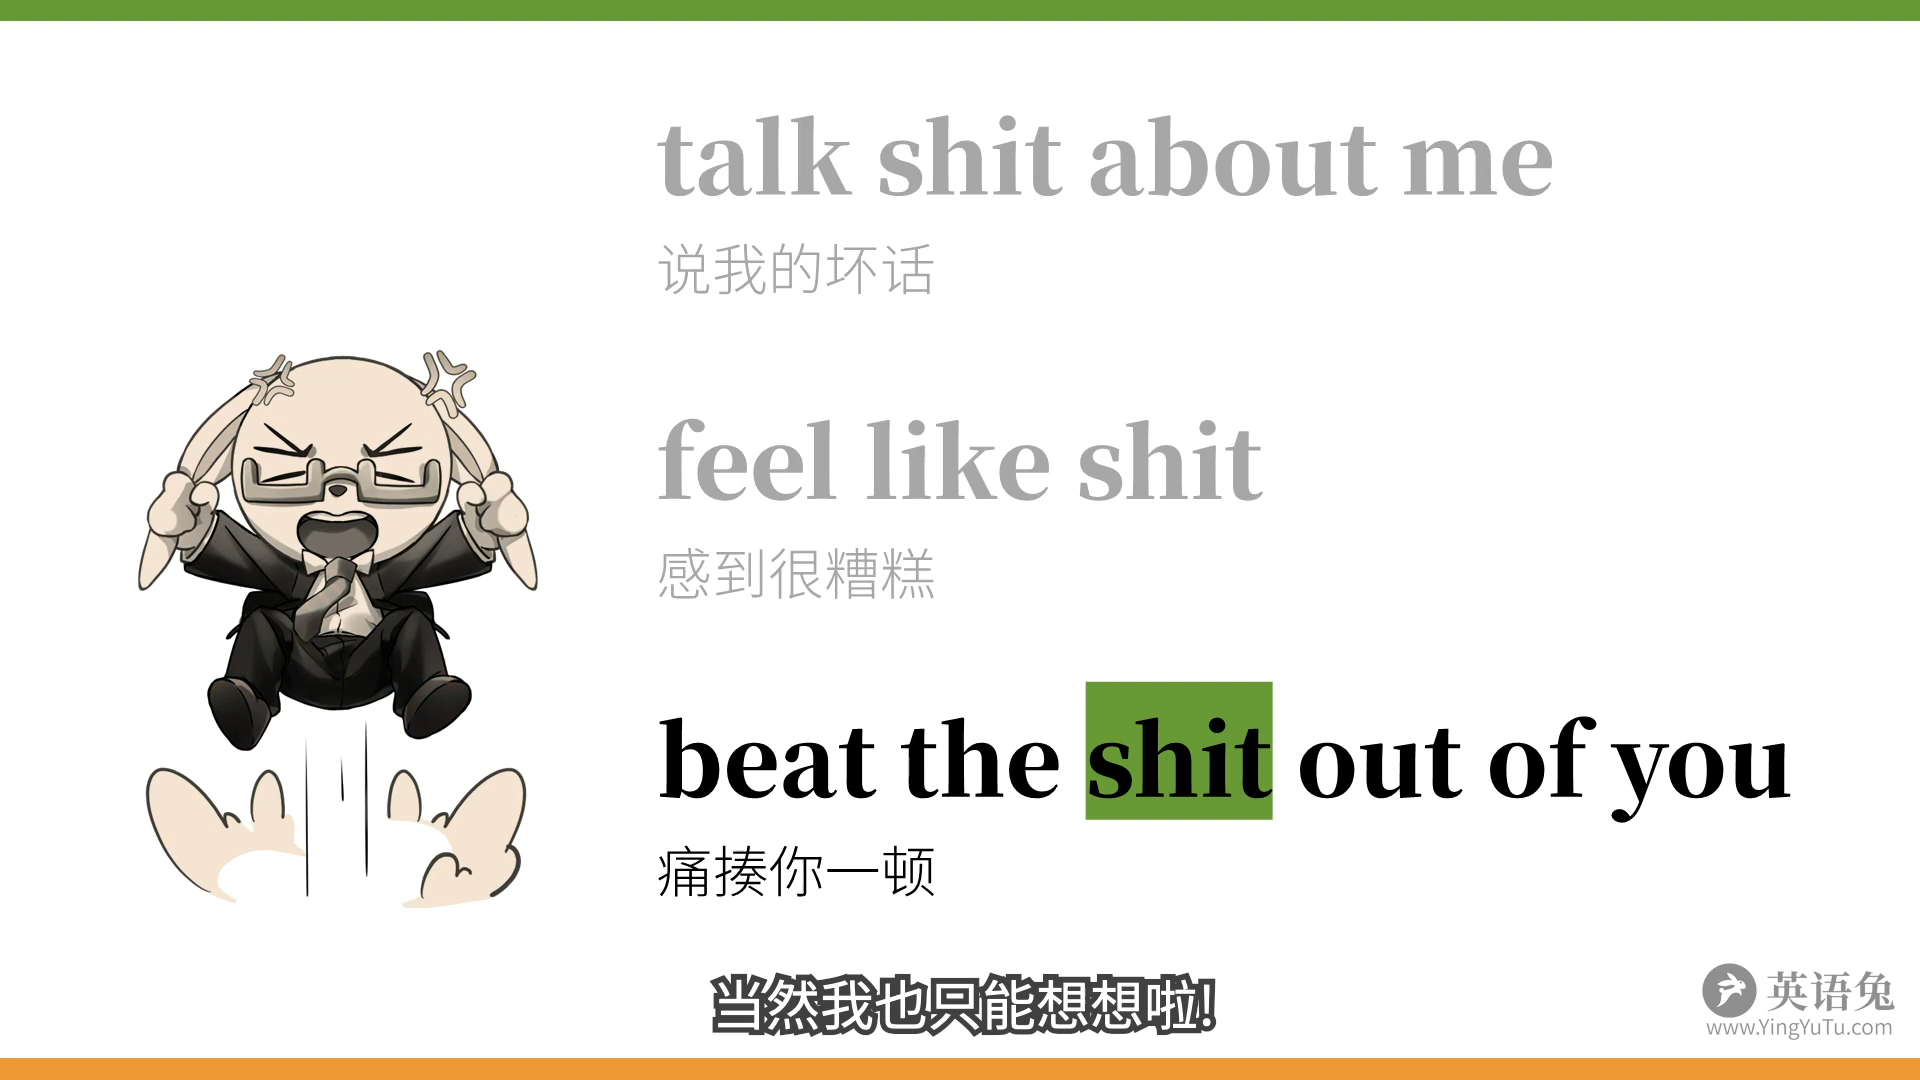 talk shit about me
说我的坏话
feel like shit
感到很糟糕
beat the shit out of you
痛揍你一顿
当然我也只能想想啦!
英语兔
www.YingYuTu.com